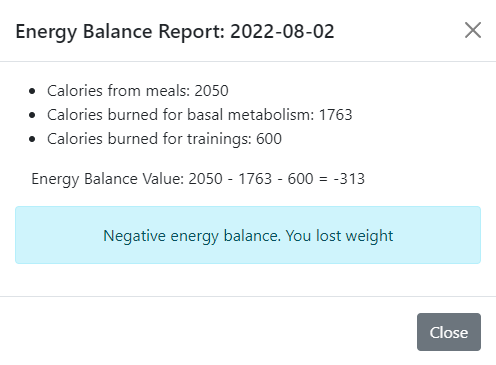 Energy Balance Report: 2022-08-02
Calories from meals: 2050
Calories burned for basal metabolism: 1763
Calories burned for trainings: 600
Energy Balance Value: 2050 - 1763 - 600 = -313
Negative energy balance. You lost weight
Close